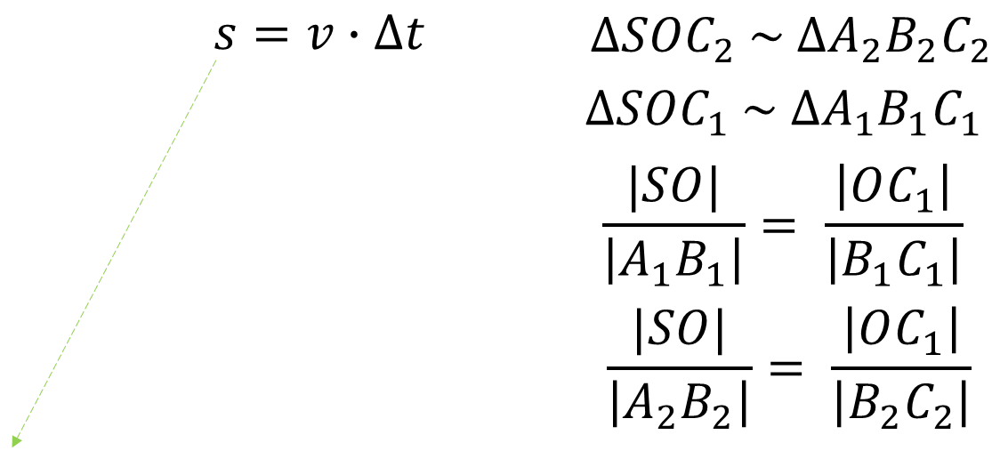 s = v · Δt
ΔSOC₂ ~ ΔA₂B₂C₂
ΔSOC₁ ~ ΔA₁B₁C₁
|SO| / |A₁B₁| = |OC₁| / |B₁C₁|
|SO| / |A₂B₂| = |OC₁| / |B₂C₂|